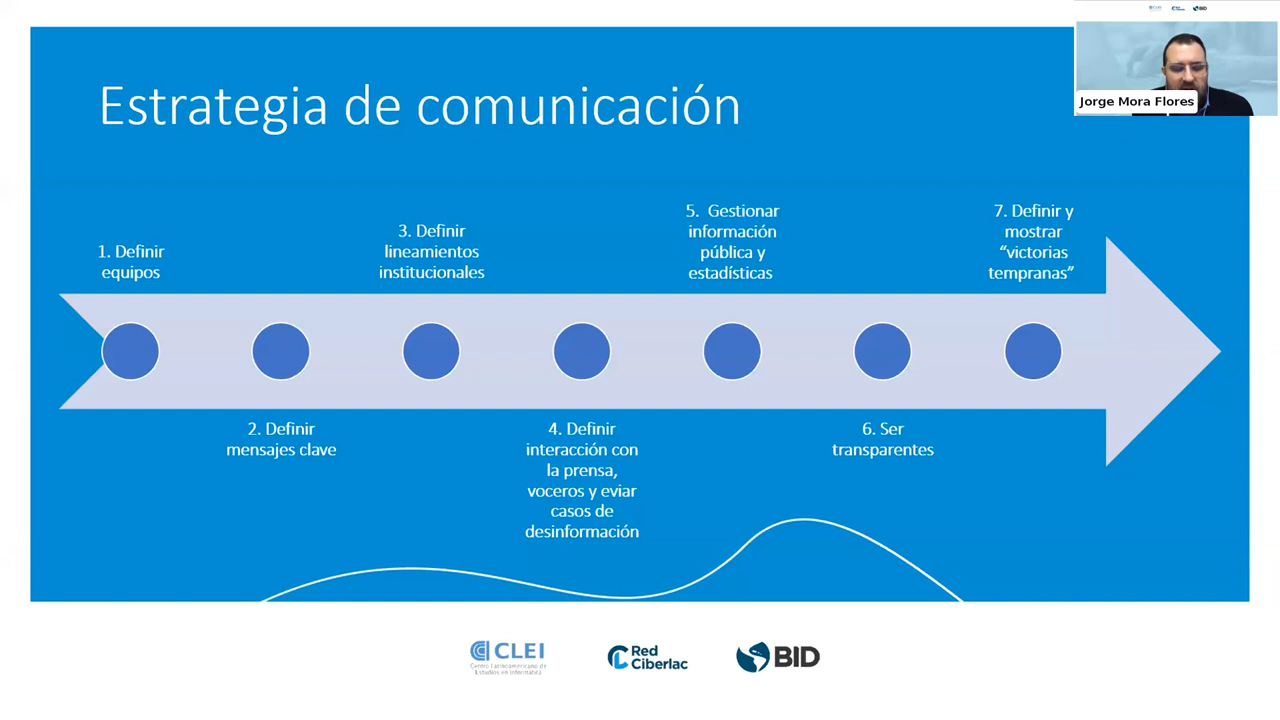 Estrategia de comunicación
Jorge Mora Flores
1. Definir
equipos
2. Definir
mensajes clave
3. Definir
lineamientos
institucionales
4. Definir
interacción con
la prensa,
voceros y eviar
casos de
desinformación
5. Gestionar
información
pública y
estadísticas
6. Ser
transparentes
7. Definir y
mostrar
“victorias
tempranas”
CLEI
Centro Latinoamericano de
Estudios en Informática
Red
Ciberlac
BID